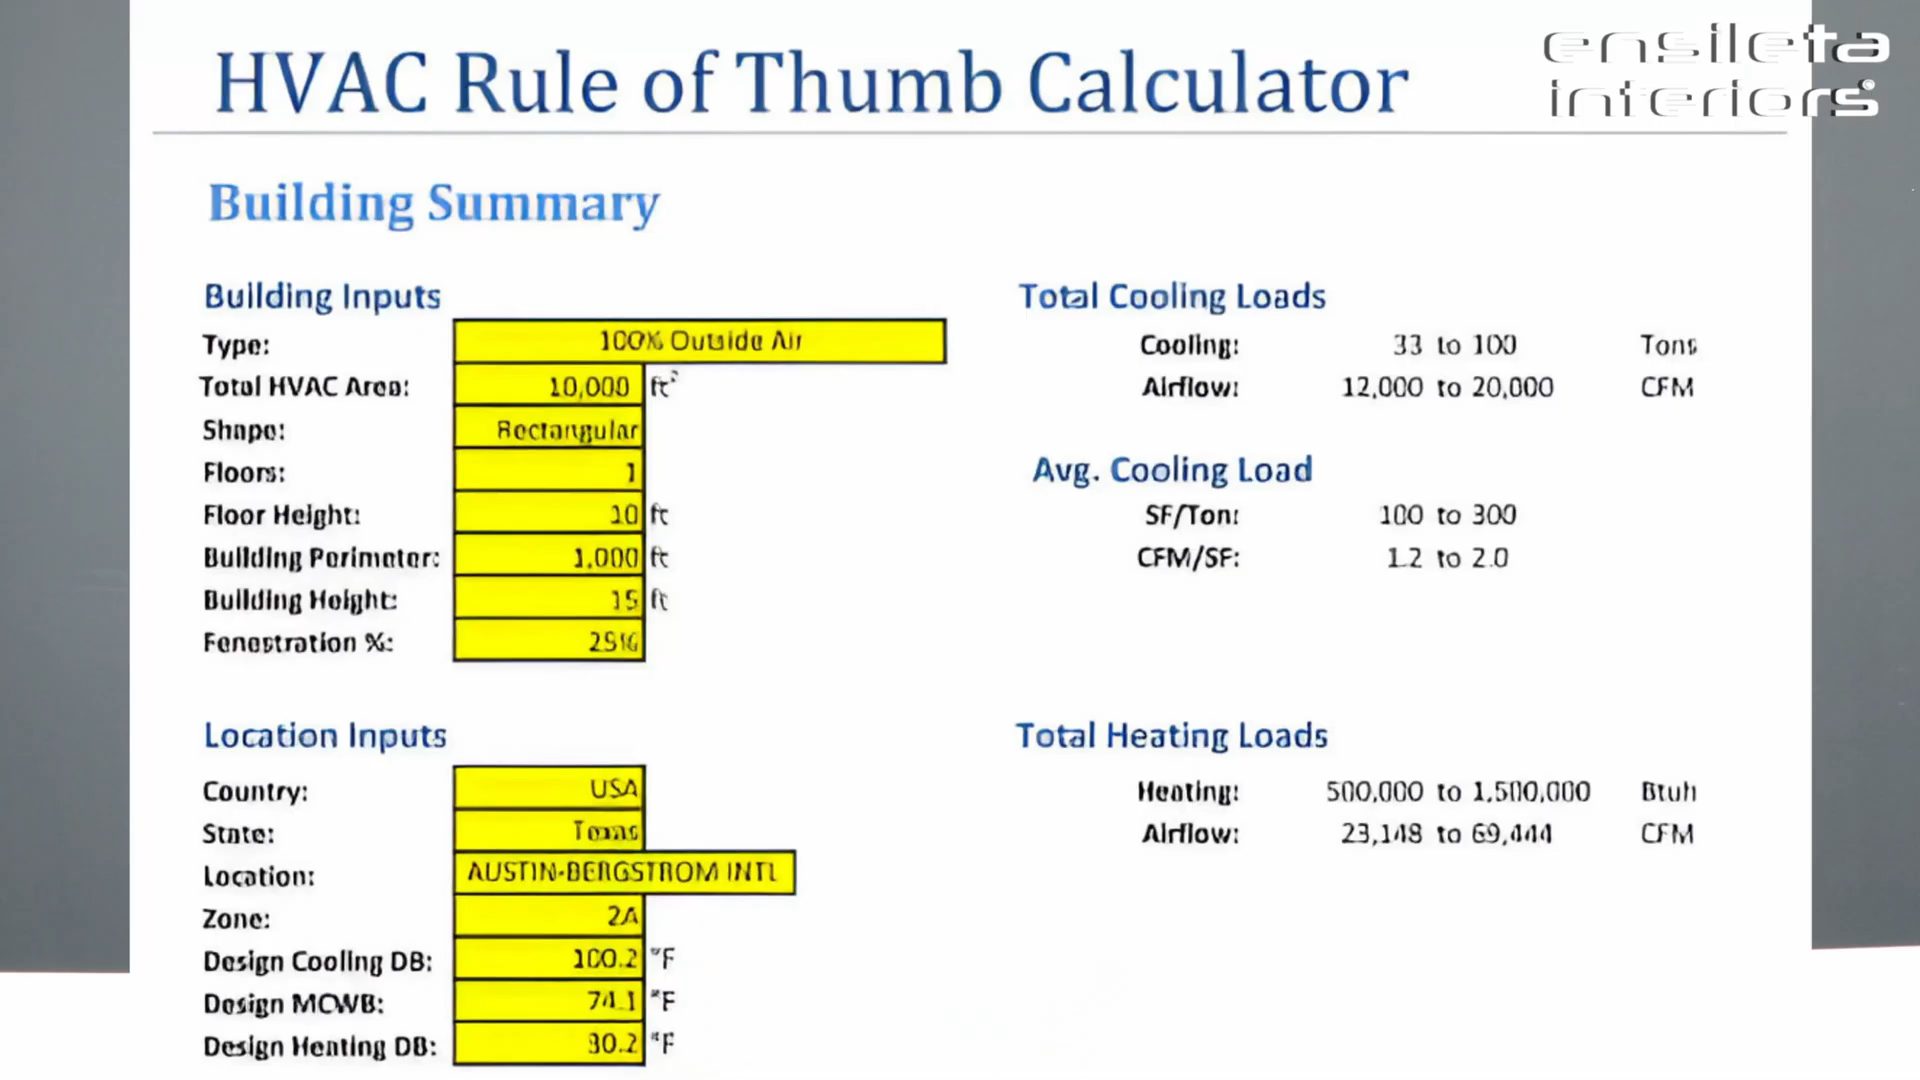 ensileta
interiors®
HVAC Rule of Thumb Calculator
Building Summary
Building Inputs
Type: 100% Outside Air
Total HVAC Area: 10,000 ft²
Shape: Rectangular
Floors: 1
Floor Height: 10 ft
Building Perimeter: 1,000 ft
Building Height: 15 ft
Fenestration %: 25%
Total Cooling Loads
Cooling: 33 to 100 Tons
Airflow: 12,000 to 20,000 CFM
Avg. Cooling Load
SF/Ton: 100 to 300
CFM/SF: 1.2 to 2.0
Location Inputs
Country: USA
State: Texas
Location: AUSTIN-BERGSTROM INTL
Zone: 2A
Design Cooling DB: 100.2 °F
Design MCWB: 74.1 °F
Design Heating DB: 30.2 °F
Total Heating Loads
Heating: 500,000 to 1,500,000 Btuh
Airflow: 23,148 to 69,444 CFM